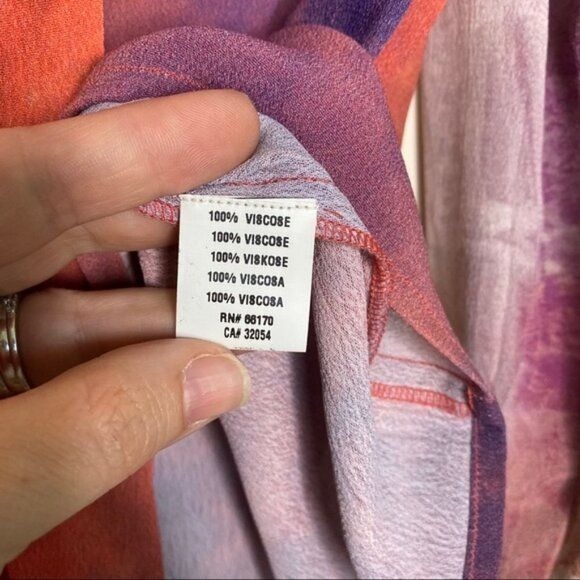 100% VISCOSE
100% VISCOSE
100% VISKOSE
100% VISCOSA
100% VISCOSA
RN# 66170
CA# 32054